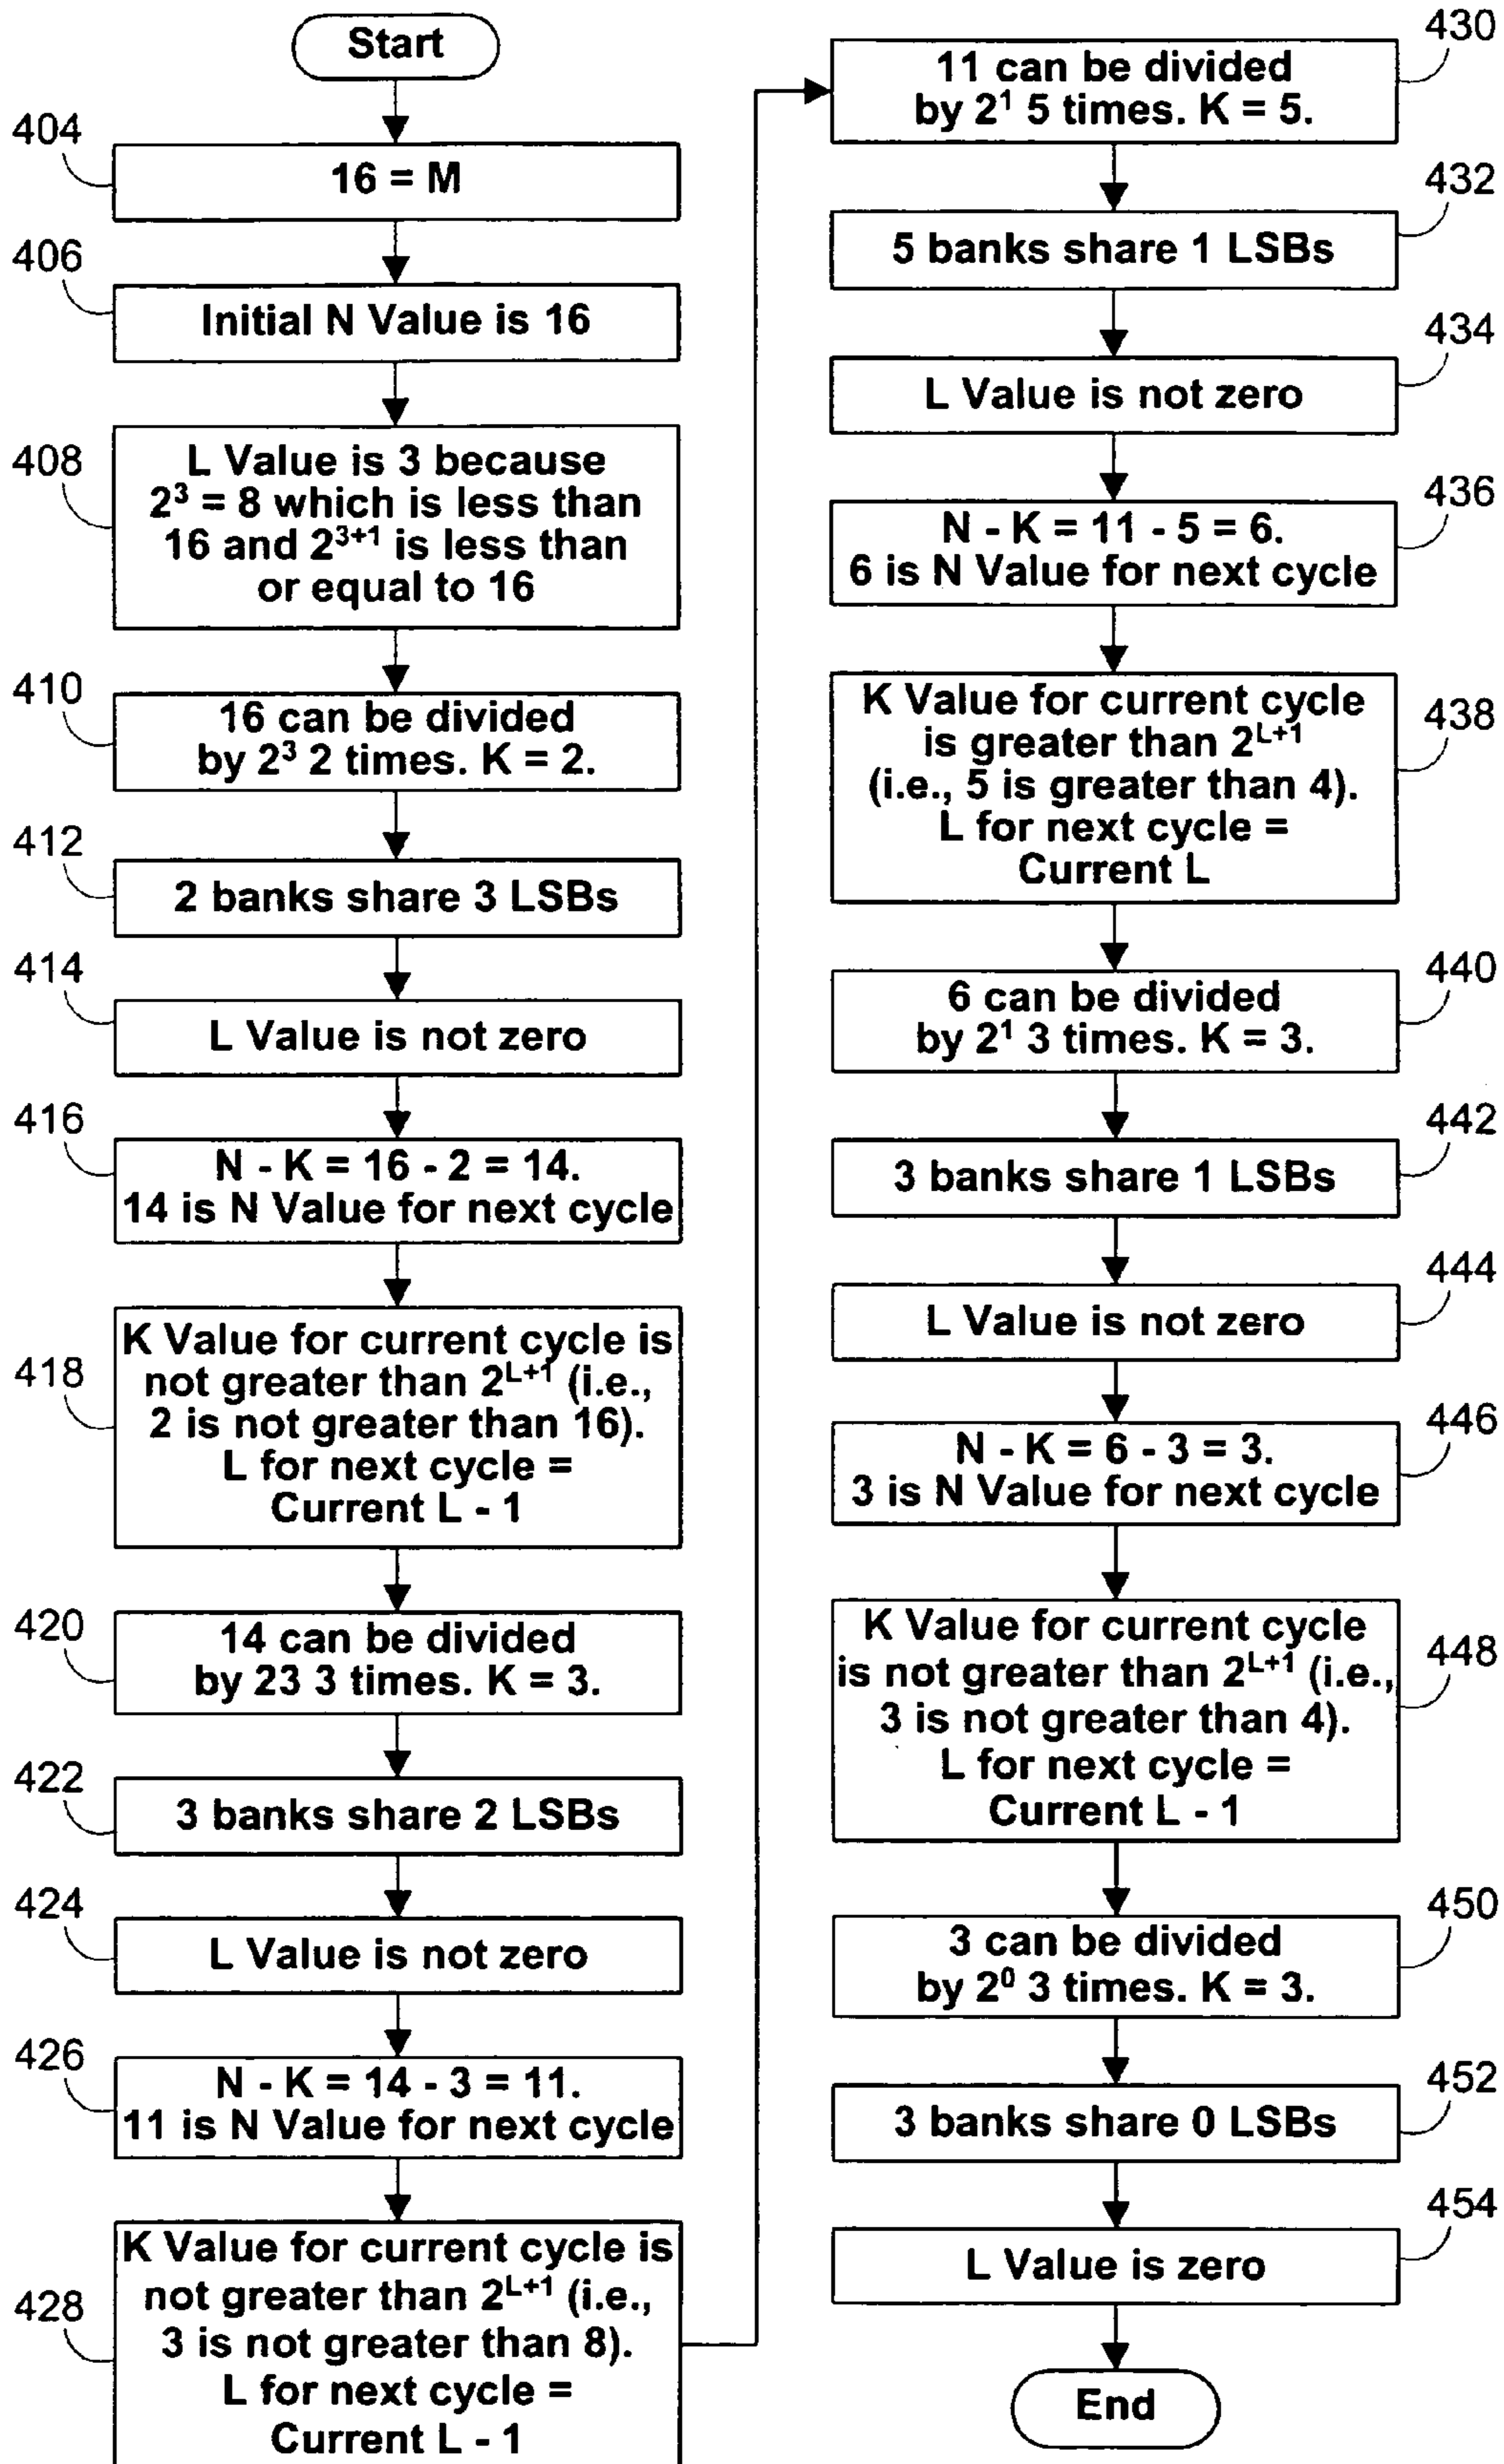 Start
404
16 = M
406
Initial N Value is 16
408
L Value is 3 because
2³ = 8 which is less than
16 and 2³⁺¹ is less than
or equal to 16
410
16 can be divided
by 2³ 2 times. K = 2.
412
2 banks share 3 LSBs
414
L Value is not zero
416
N - K = 16 - 2 = 14.
14 is N Value for next cycle
418
K Value for current cycle is
not greater than 2ᴸ⁺¹ (i.e.,
2 is not greater than 16).
L for next cycle =
Current L - 1
420
14 can be divided
by 23 3 times. K = 3.
422
3 banks share 2 LSBs
424
L Value is not zero
426
N - K = 14 - 3 = 11.
11 is N Value for next cycle
428
K Value for current cycle is
not greater than 2ᴸ⁺¹ (i.e.,
3 is not greater than 8).
L for next cycle =
Current L - 1
430
11 can be divided
by 2¹ 5 times. K = 5.
432
5 banks share 1 LSBs
434
L Value is not zero
436
N - K = 11 - 5 = 6.
6 is N Value for next cycle
438
K Value for current cycle
is greater than 2ᴸ⁺¹
(i.e., 5 is greater than 4).
L for next cycle =
Current L
440
6 can be divided
by 2¹ 3 times. K = 3.
442
3 banks share 1 LSBs
444
L Value is not zero
446
N - K = 6 - 3 = 3.
3 is N Value for next cycle
448
K Value for current cycle
is not greater than 2ᴸ⁺¹ (i.e.,
3 is not greater than 4).
L for next cycle =
Current L - 1
450
3 can be divided
by 2⁰ 3 times. K = 3.
452
3 banks share 0 LSBs
454
L Value is zero
End